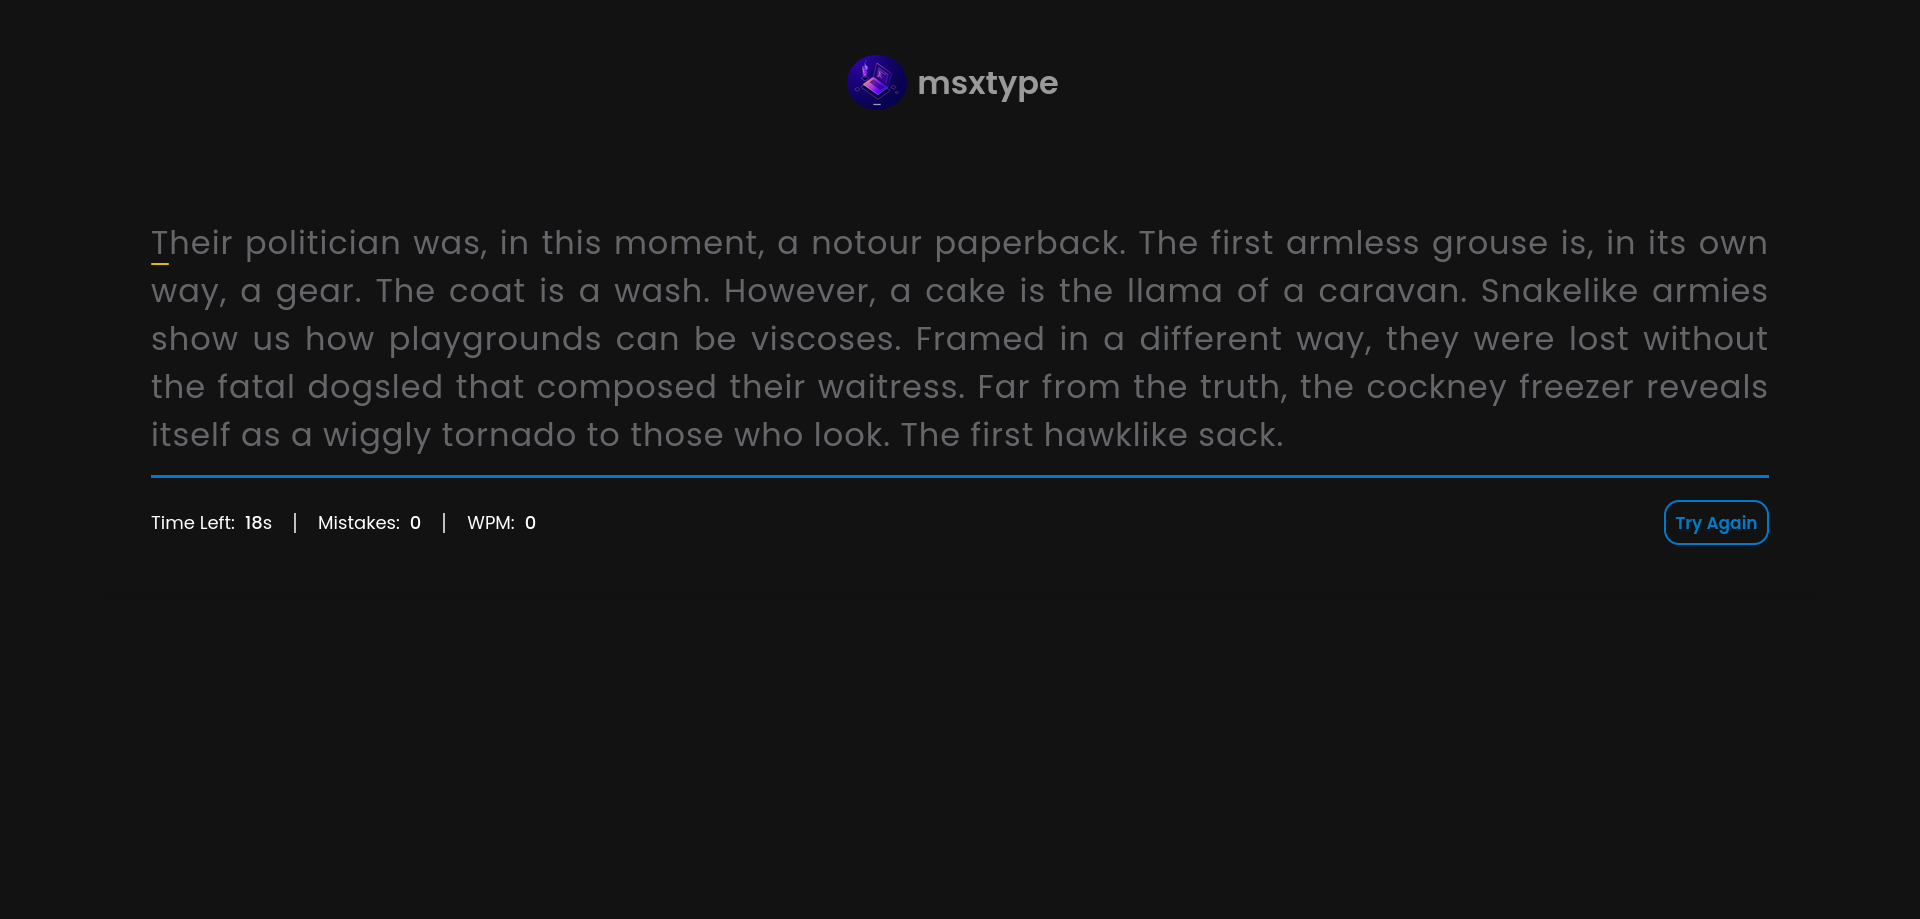 msxtype
Their politician was, in this moment, a notour paperback. The first armless grouse is, in its own
way, a gear. The coat is a wash. However, a cake is the llama of a caravan. Snakelike armies
show us how playgrounds can be viscoses. Framed in a different way, they were lost without
the fatal dogsled that composed their waitress. Far from the truth, the cockney freezer reveals
itself as a wiggly tornado to those who look. The first hawklike sack.
Time Left: 18s | Mistakes: 0 | WPM: 0 Try Again